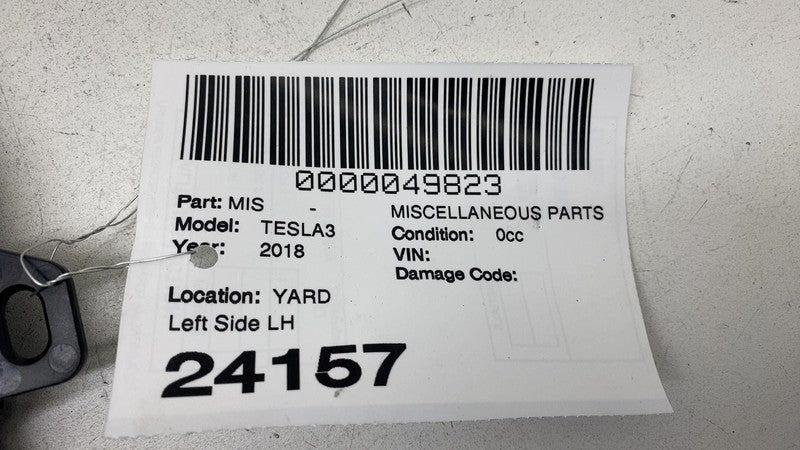 0000049823
Part: MIS - MISCELLANEOUS PARTS
Model: TESLA3 Condition: 0cc
Year: 2018 VIN:
Damage Code:
Location: YARD
Left Side LH
24157